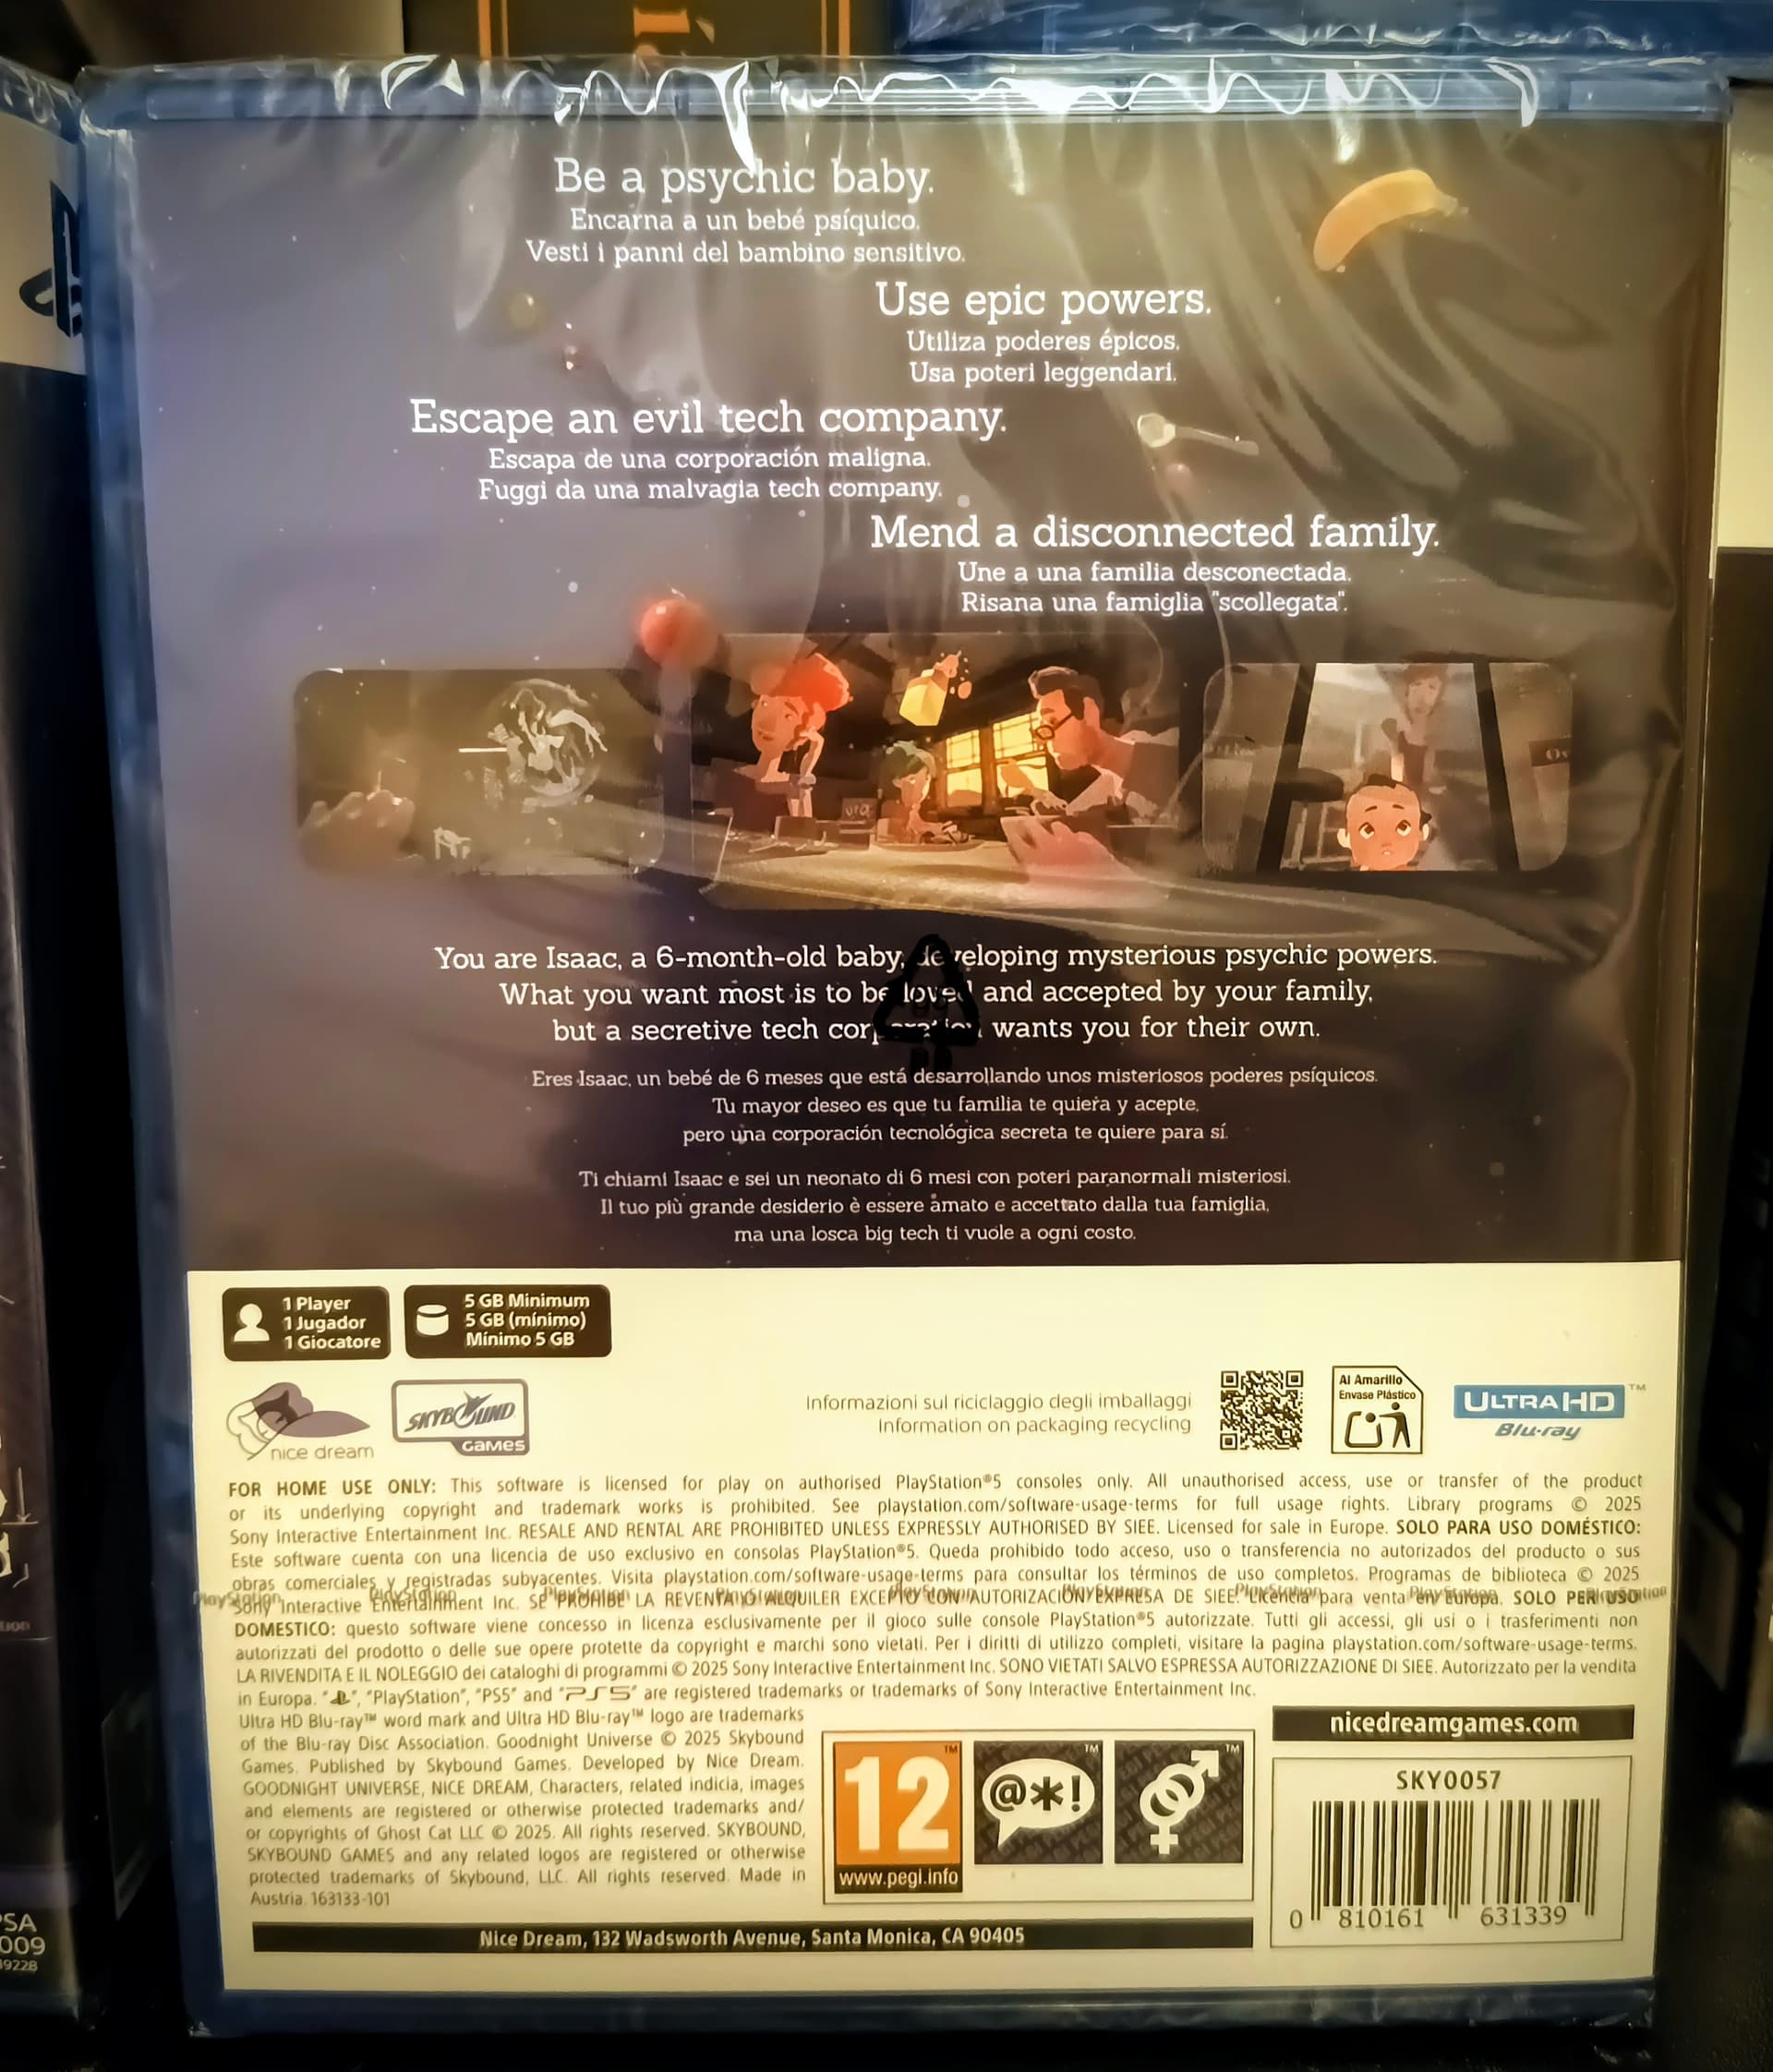 Be a psychic baby.
Encarna a un bebé psíquico.
Vesti i panni del bambino sensitivo.
Use epic powers.
Utiliza poderes épicos.
Usa poteri leggendari.
Escape an evil tech company.
Escapa de una corporación maligna.
Fuggi da una malvagia tech company.
Mend a disconnected family.
Une a una familia desconectada.
Risana una famiglia "scollegata".
You are Isaac, a 6-month-old baby, developing mysterious psychic powers.
What you want most is to be loved and accepted by your family,
but a secretive tech corporation wants you for their own.
Eres Isaac, un bebé de 6 meses que está desarrollando unos misteriosos poderes psíquicos.
Tu mayor deseo es que tu familia te quiera y acepte,
pero una corporación tecnológica secreta te quiere para sí.
Ti chiami Isaac e sei un neonato di 6 mesi con poteri paranormali misteriosi.
Il tuo più grande desiderio è essere amato e accettato dalla tua famiglia,
ma una losca big tech ti vuole a ogni costo.
1 Player
1 Jugador
1 Giocatore
5 GB Minimum
5 GB (mínimo)
Minimo 5 GB
nice dream
SKYBOUND
GAMES
Informazioni sul riciclaggio degli imballaggi
Information on packaging recycling
Al Amarillo
Envase Plástico
ULTRA HD™
Blu-ray
FOR HOME USE ONLY: This software is licensed for play on authorised PlayStation®5 consoles only. All unauthorised access, use or transfer of the product
or its underlying copyright and trademark works is prohibited. See playstation.com/software-usage-terms for full usage rights. Library programs © 2025
Sony Interactive Entertainment Inc. RESALE AND RENTAL ARE PROHIBITED UNLESS EXPRESSLY AUTHORISED BY SIEE. Licensed for sale in Europe. SOLO PARA USO DOMÉSTICO:
Este software cuenta con una licencia de uso exclusivo en consolas PlayStation®5. Queda prohibido todo acceso, uso o transferencia no autorizados del producto o sus
obras comerciales y registradas subyacentes. Visita playstation.com/software-usage-terms para consultar los términos de uso completos. Programas de biblioteca © 2025
Sony Interactive Entertainment Inc. SE PROHÍBE LA REVENTA O ALQUILER EXCEPTO CON AUTORIZACIÓN EXPRESA DE SIEE. Licencia para venta en Europa. SOLO PER USO
DOMESTICO: questo software viene concesso in licenza esclusivamente per il gioco sulle console PlayStation®5 autorizzate. Tutti gli accessi, gli usi o i trasferimenti non
autorizzati del prodotto o delle sue opere protette da copyright e marchi sono vietati. Per i diritti di utilizzo completi, visitare la pagina playstation.com/software-usage-terms.
LA RIVENDITA E IL NOLEGGIO dei cataloghi di programmi © 2025 Sony Interactive Entertainment Inc. SONO VIETATI SALVO ESPRESSA AUTORIZZAZIONE DI SIEE. Autorizzato per la vendita
in Europa. "", "PlayStation", "PS5" and "PS5" are registered trademarks or trademarks of Sony Interactive Entertainment Inc.
Ultra HD Blu-ray™ word mark and Ultra HD Blu-ray™ logo are trademarks
of the Blu-ray Disc Association. Goodnight Universe © 2025 Skybound
Games. Published by Skybound Games. Developed by Nice Dream.
GOODNIGHT UNIVERSE, NICE DREAM, Characters, related indicia, images
and elements are registered or otherwise protected trademarks and/
or copyrights of Ghost Cat LLC © 2025. All rights reserved. SKYBOUND,
SKYBOUND GAMES and any related logos are registered or otherwise
protected trademarks of Skybound, LLC. All rights reserved. Made in
Austria. 163133-101
12™
www.pegi.info
@*!™
™
nicedreamgames.com
SKY0057
0 810161 631339
Nice Dream, 132 Wadsworth Avenue, Santa Monica, CA 90405
SA
009
9228